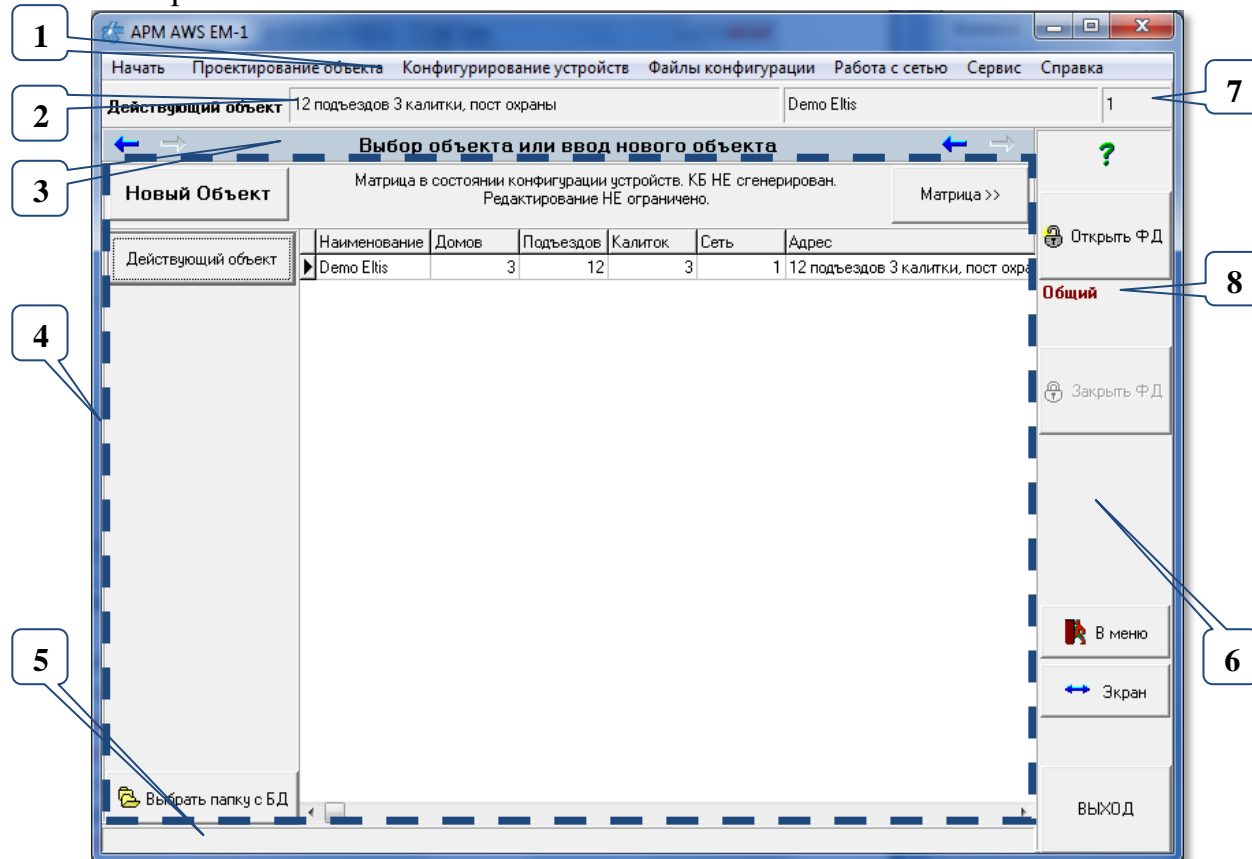 APM AWS EM-1
Начать Проектирование объекта Конфигурирование устройств Файлы конфигурации Работа с сетью Сервис Справка
Действующий объект 12 подъездов 3 калитки, пост охраны Demo Eltis 1
Выбор объекта или ввод нового объекта
?
Новый Объект
Матрица в состоянии конфигурации устройств. КБ НЕ сгенерирован.
Редактирование НЕ ограничено.
Матрица >>
Открыть ФД
Действующий объект
Наименование Домов Подъездов Калиток Сеть Адрес
Demo Eltis 3 12 3 1 12 подъездов 3 калитки, пост охра
Общий
Закрыть ФД
В меню
Экран
Выбрать папку с БД
ВЫХОД
1
2
3
4
5
6
7
8